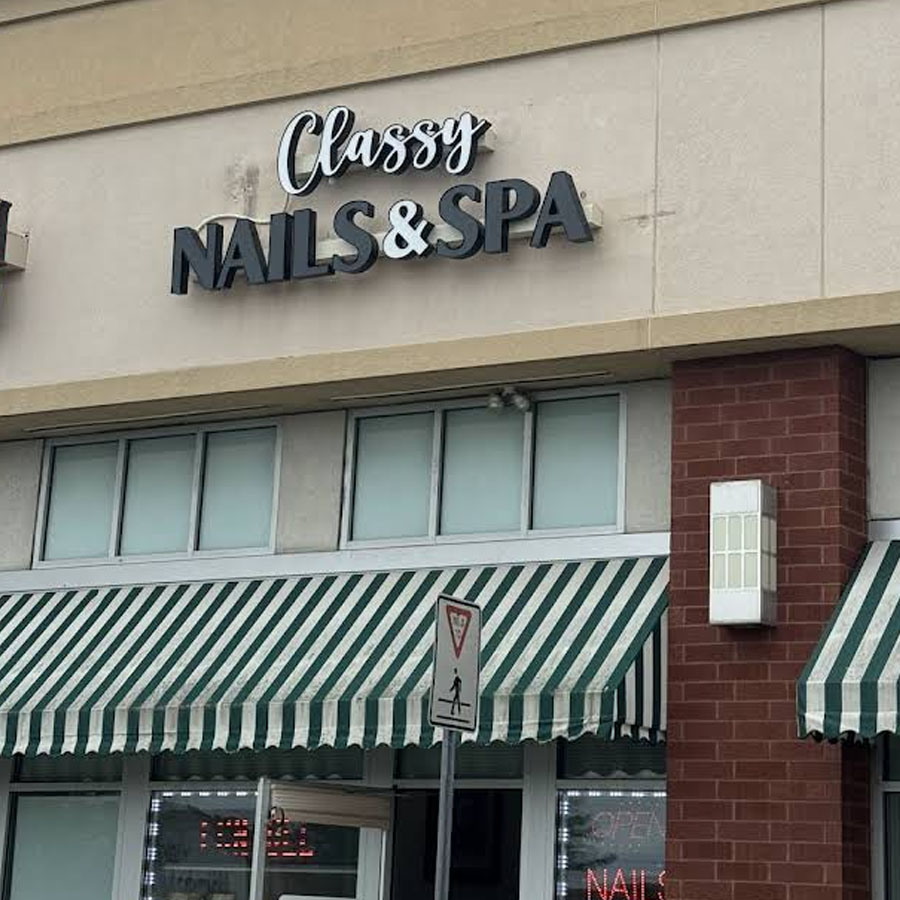 Classy
NAILS & SPA
OPEN
NAILS